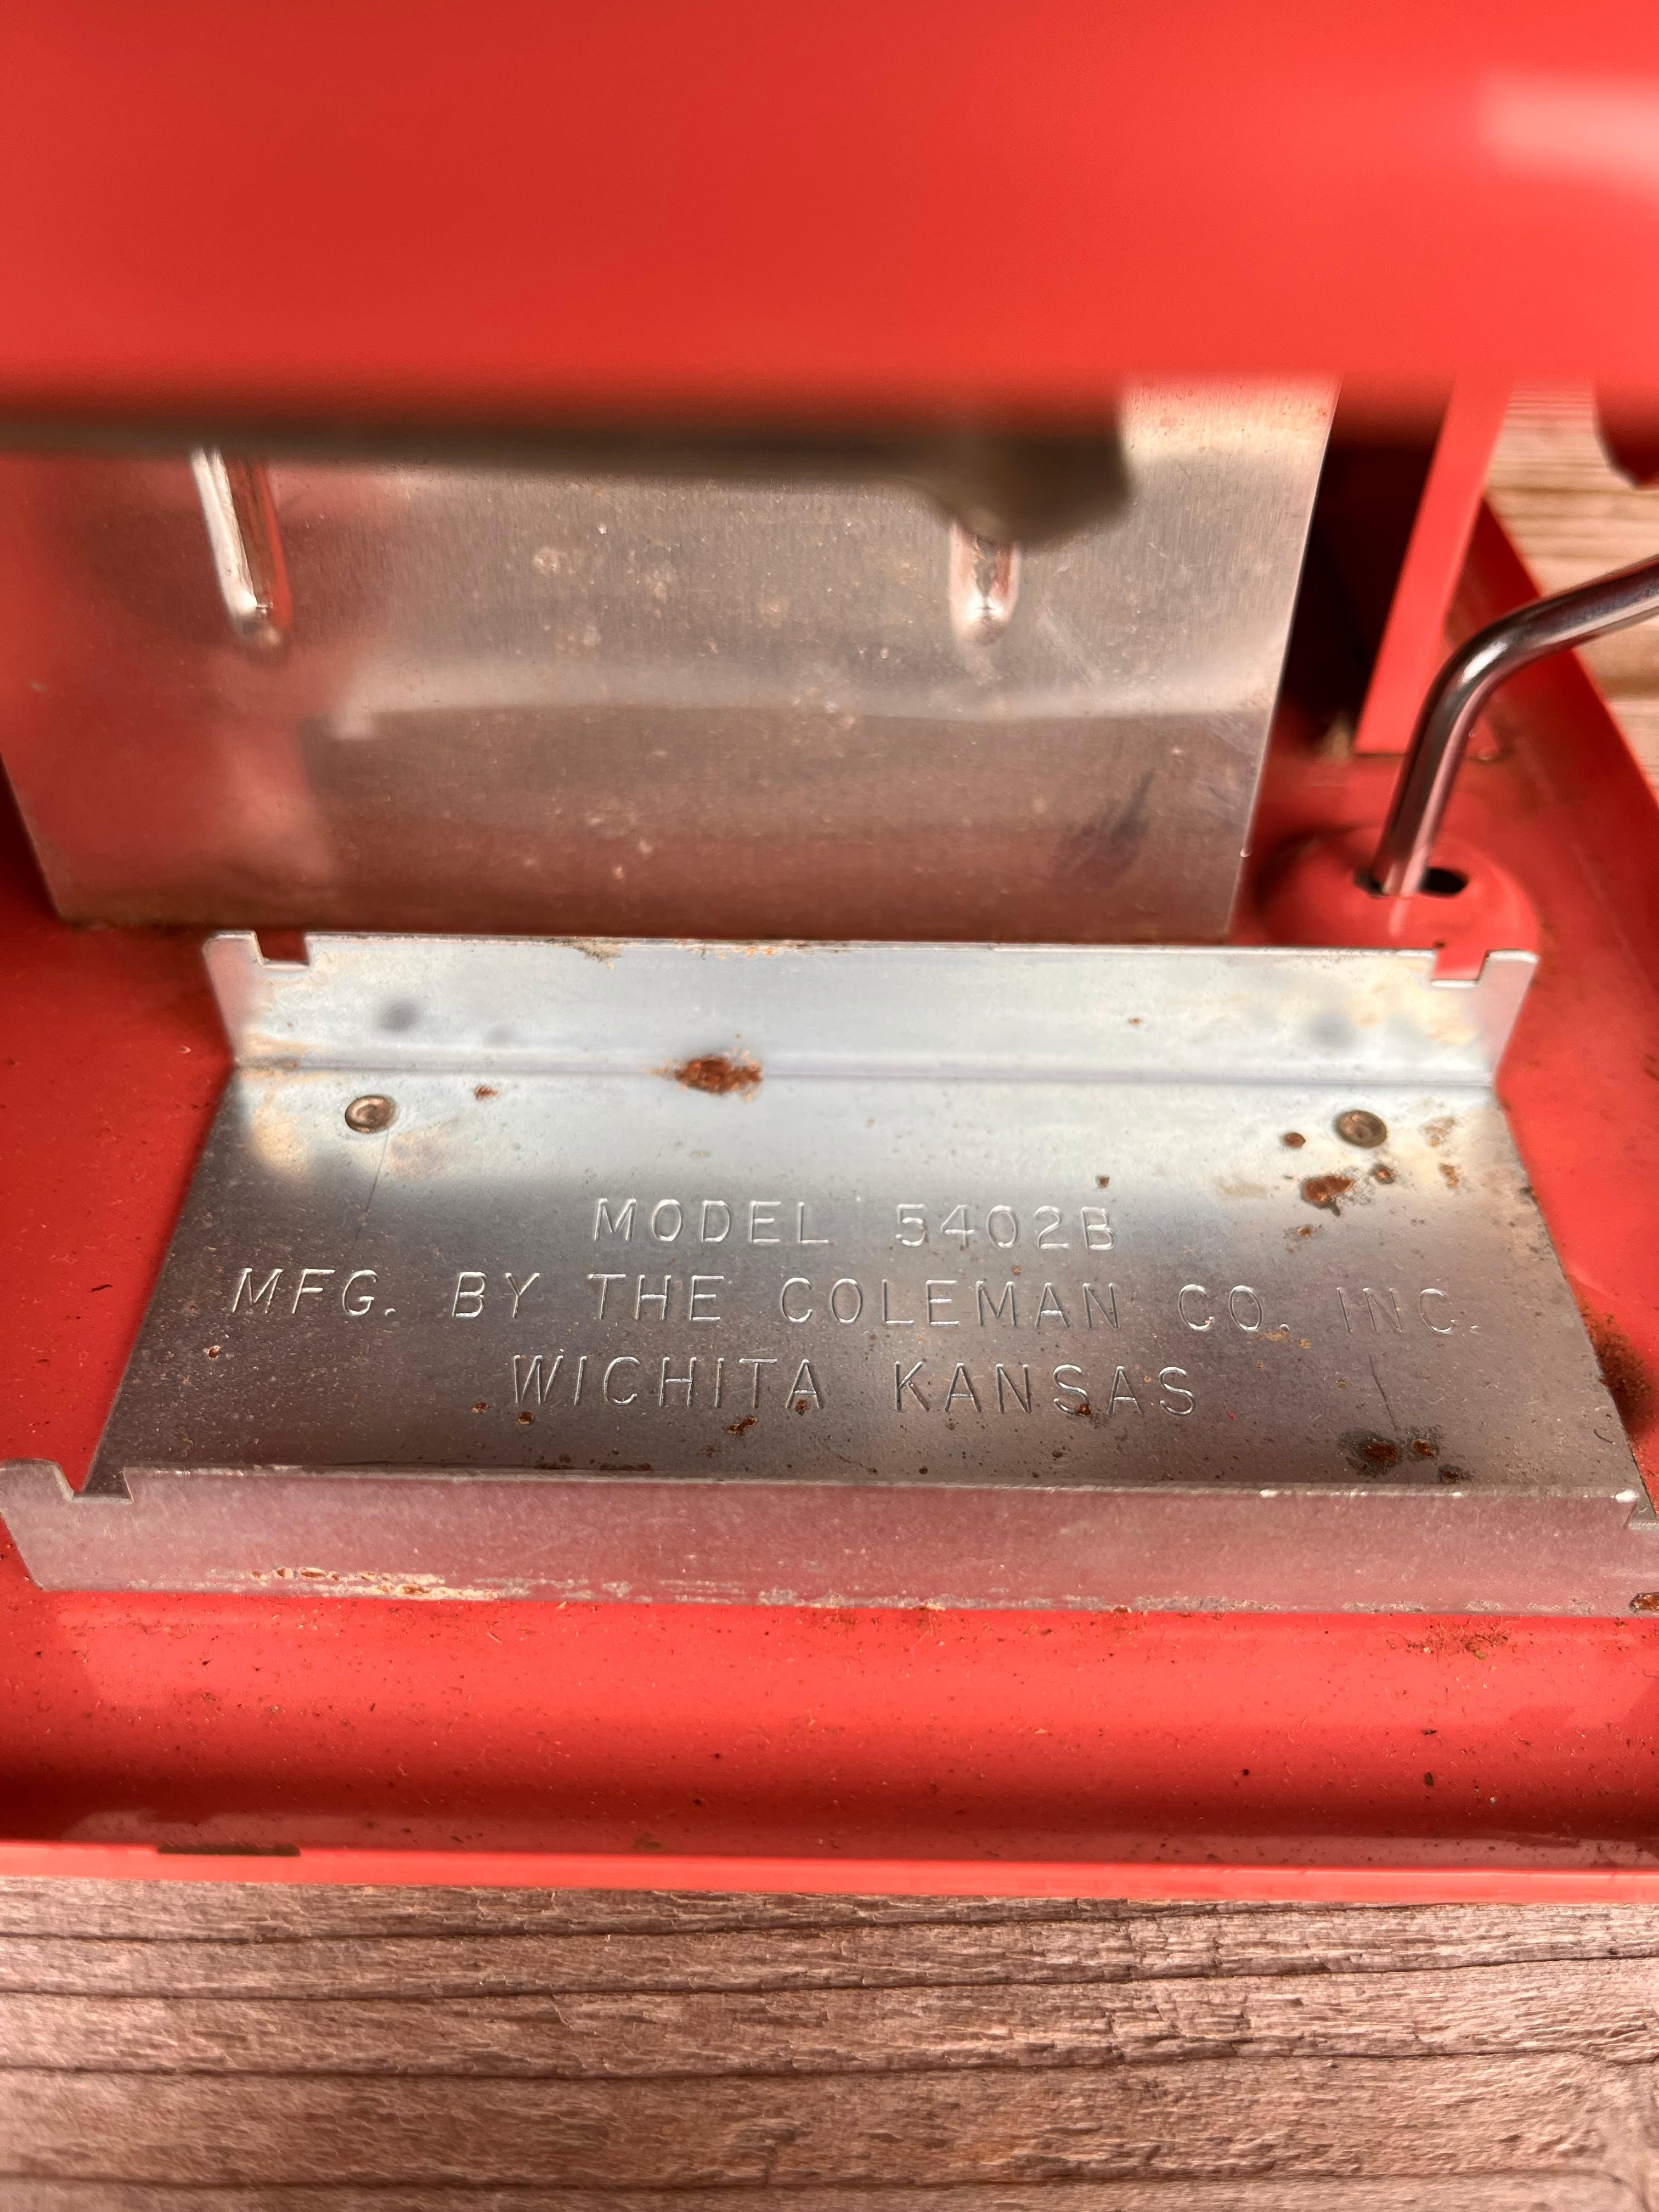 MODEL 5402B
MFG. BY THE COLEMAN CO. INC.
WICHITA KANSAS